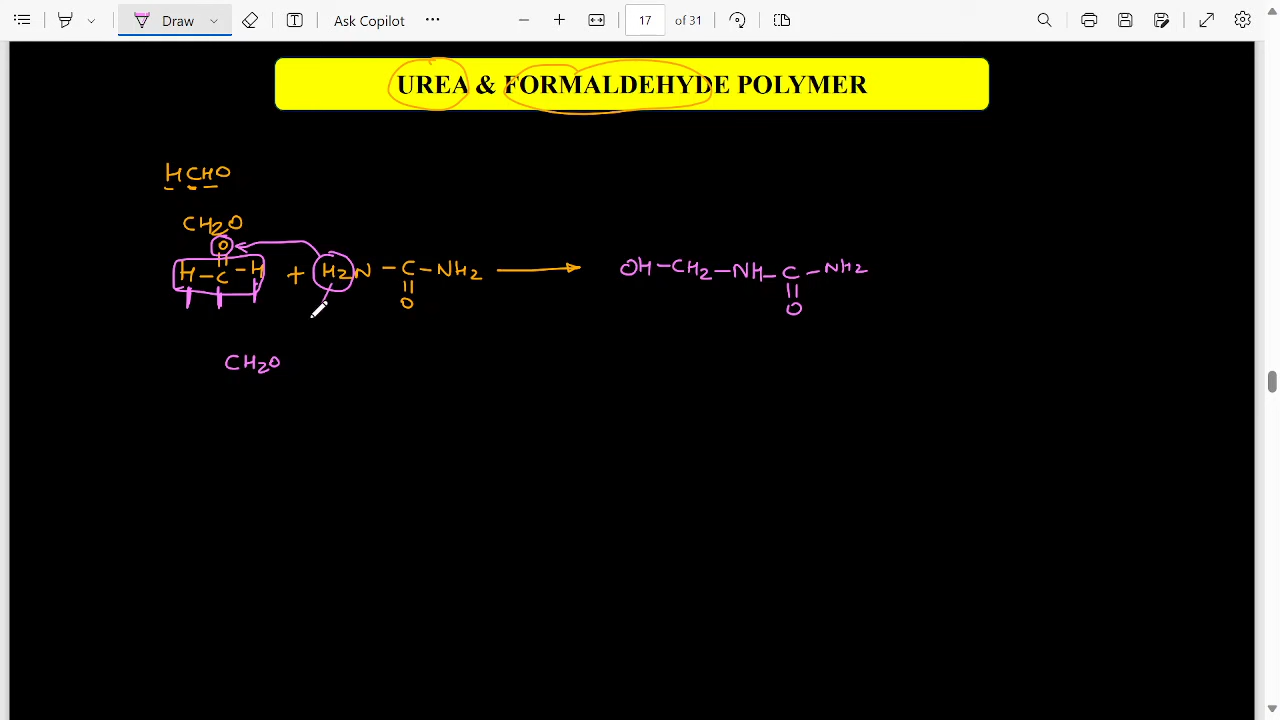 Draw
Ask Copilot
17 of 31
UREA & FORMALDEHYDE POLYMER
HCHO
CH2O
O
H-C-H + H2N-C-NH2 → OH-CH2-NH-C-NH2
O O
CH2O